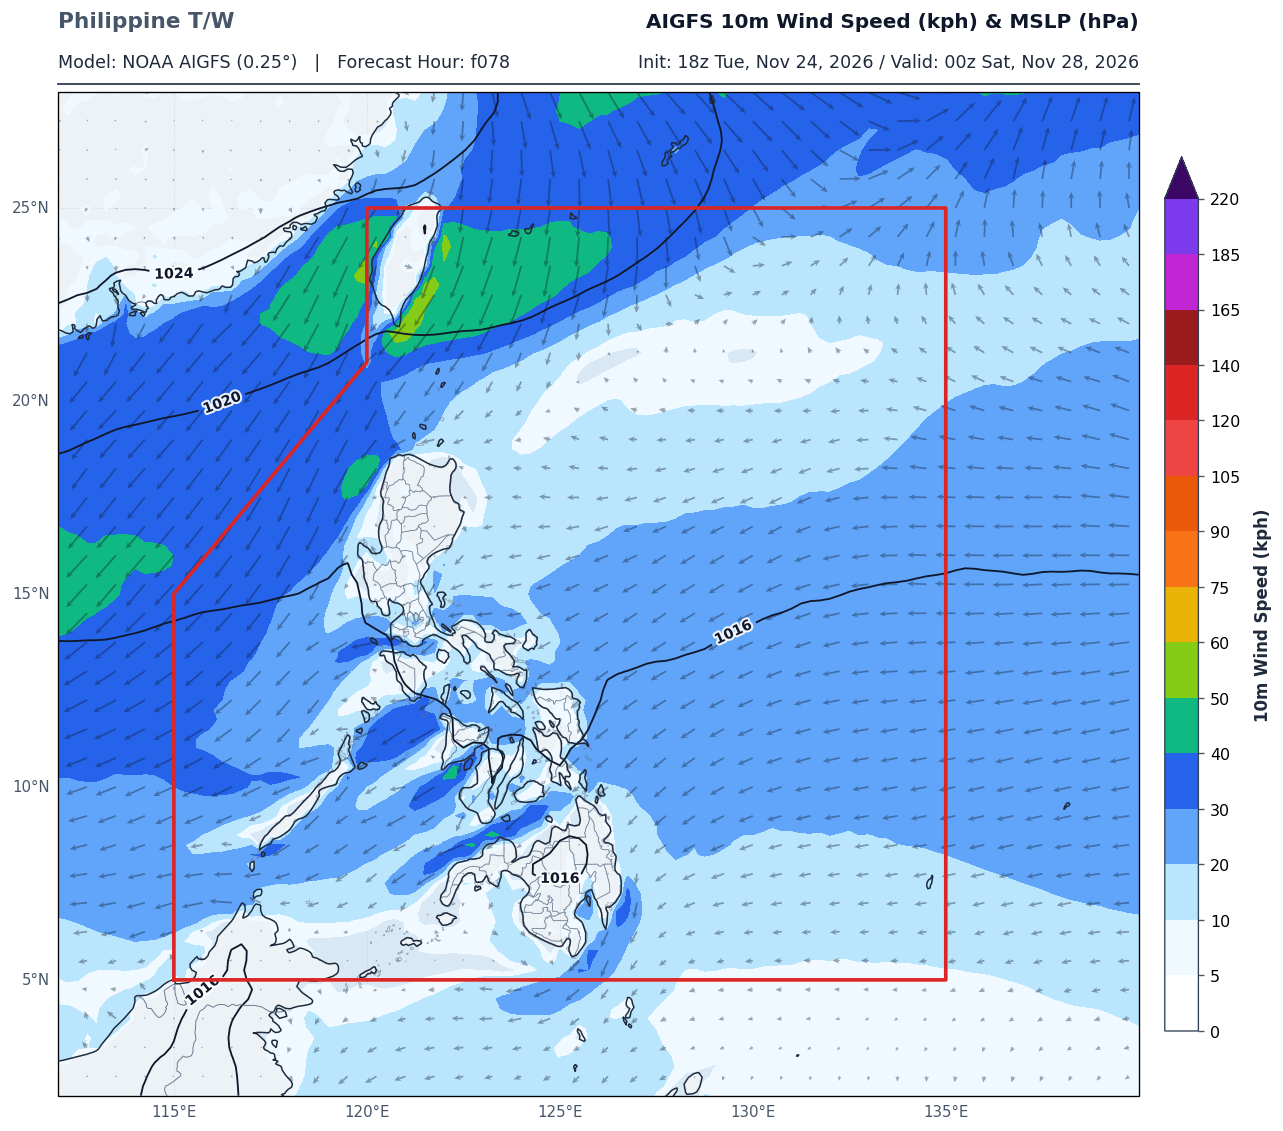 Philippine T/W
AIGFS 10m Wind Speed (kph) & MSLP (hPa)
Model: NOAA AIGFS (0.25°) | Forecast Hour: f078
Init: 18z Tue, Nov 24, 2026 / Valid: 00z Sat, Nov 28, 2026
25°N
20°N
15°N
10°N
5°N
1024
1020
1016
1016
1016
115°E
120°E
125°E
130°E
135°E
220
185
165
140
120
105
90
75
60
50
40
30
20
10
5
0
10m Wind Speed (kph)